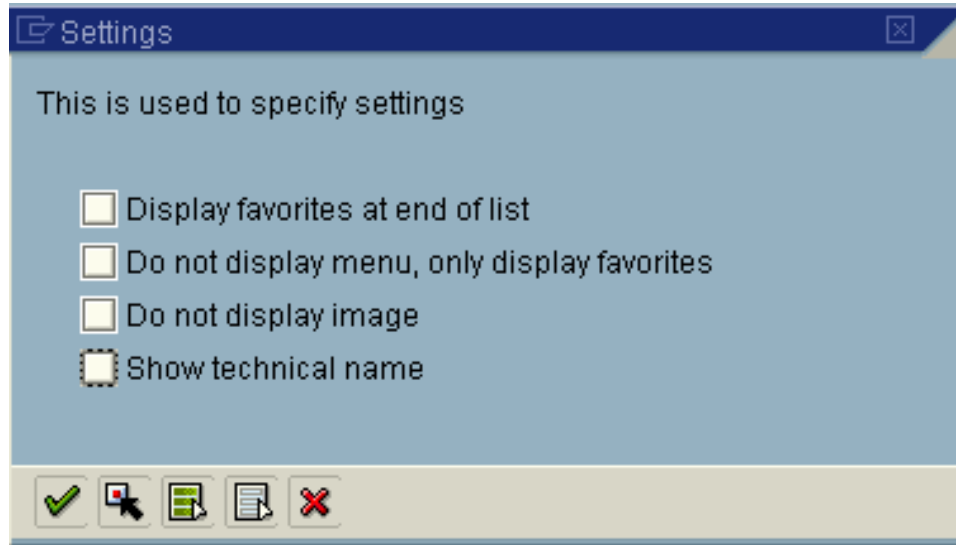 Settings
This is used to specify settings
Display favorites at end of list
Do not display menu, only display favorites
Do not display image
Show technical name